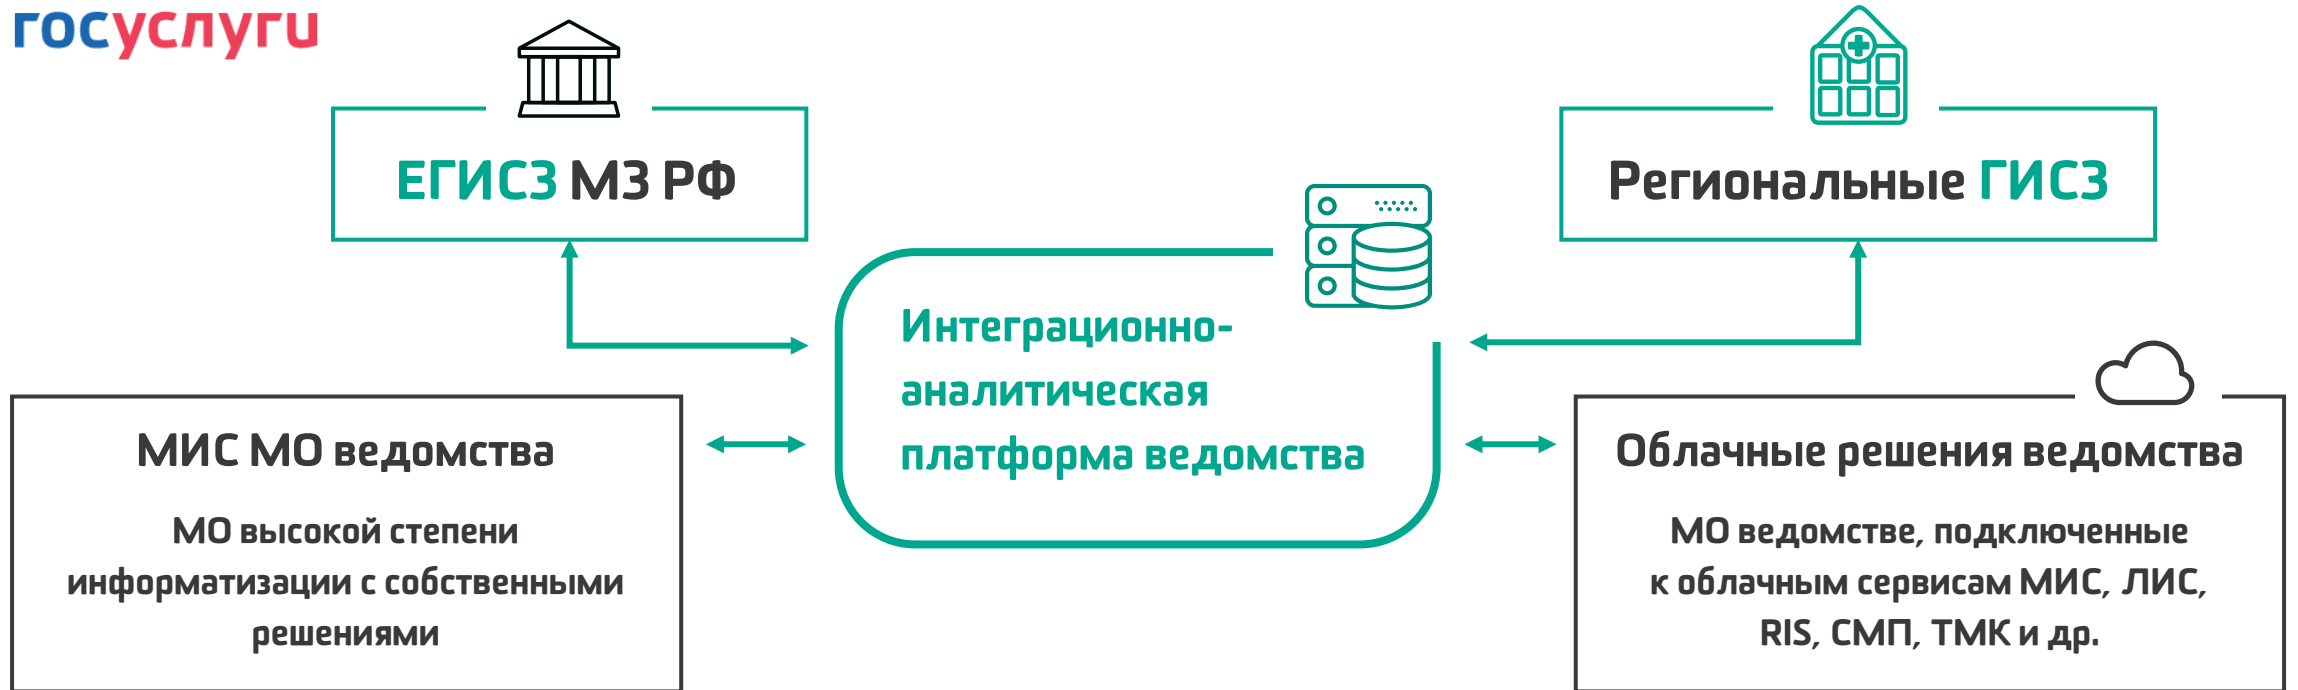 госуслуги
ЕГИСЗ МЗ РФ
Региональные ГИСЗ
Интеграционно-
аналитическая
платформа ведомства
МИС МО ведомства
МО высокой степени
информатизации с собственными
решениями
Облачные решения ведомства
МО ведомстве, подключенные
к облачным сервисам МИС, ЛИС,
RIS, СМП, ТМК и др.